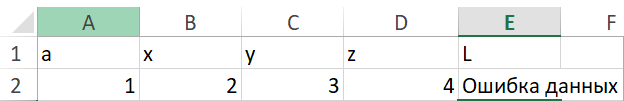 A B C D E F
1 a x y z L
2 1 2 3 4 Ошибка данных